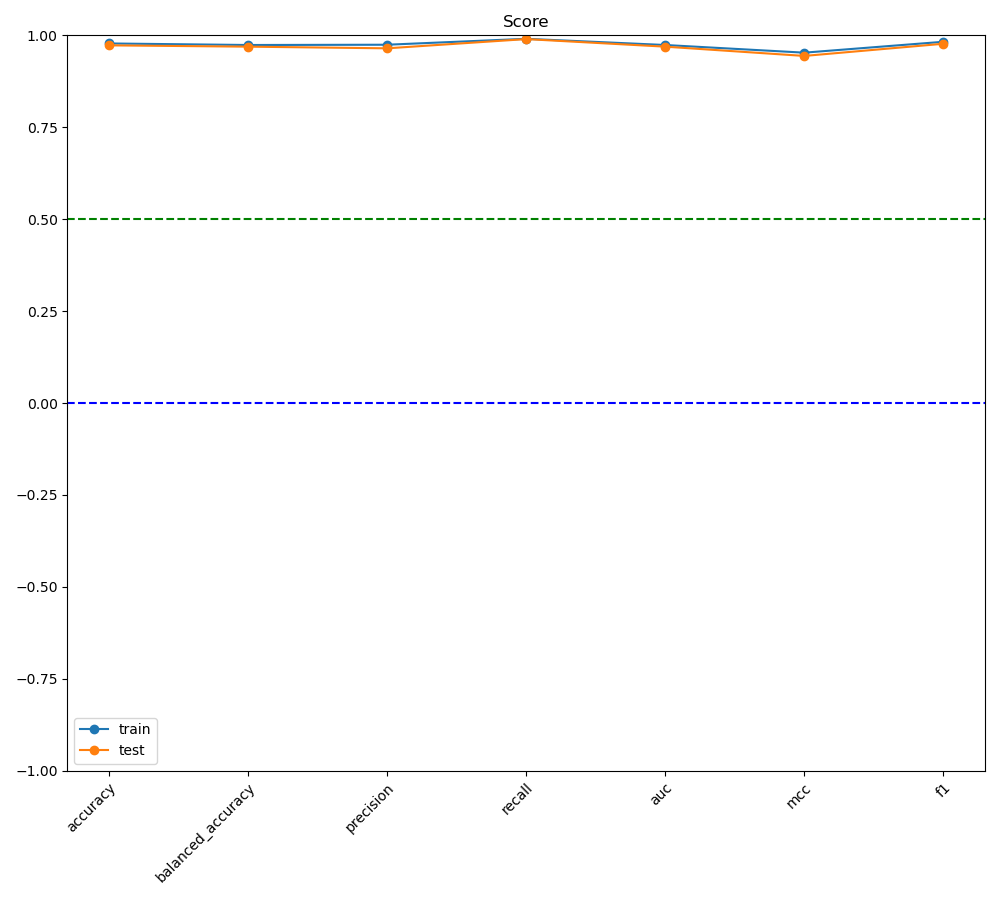 Score
1.00
0.75
0.50
0.25
0.00
−0.25
−0.50
−0.75
−1.00
train
test
accuracy
balanced_accuracy
precision
recall
auc
mcc
f1